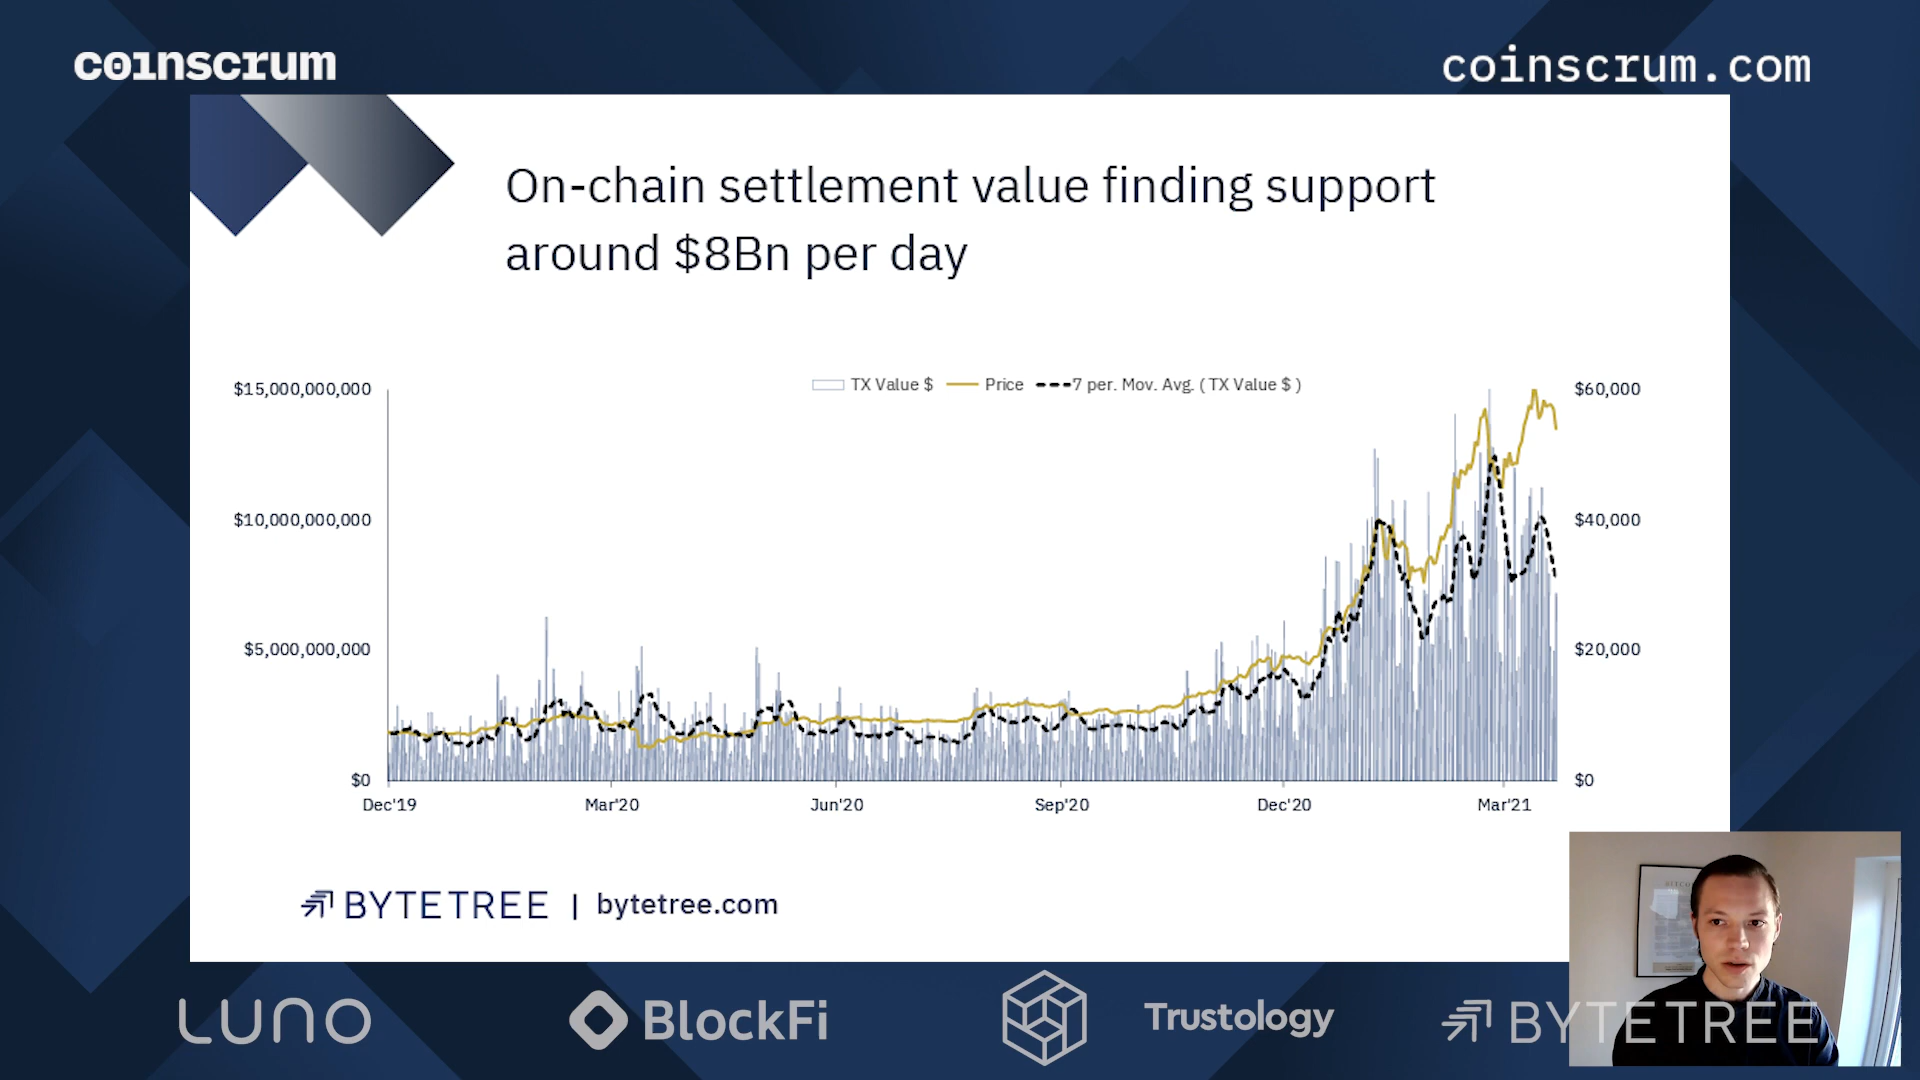 coinscrum
coinscrum.com
On-chain settlement value finding support
around $8Bn per day
TX Value $
Price
7 per. Mov. Avg. ( TX Value $ )
$15,000,000,000
$10,000,000,000
$5,000,000,000
$0
$60,000
$40,000
$20,000
$0
Dec'19
Mar'20
Jun'20
Sep'20
Dec'20
Mar'21
BYTETREE | bytetree.com
LUNO
BlockFi
Trustology
BYTETREE